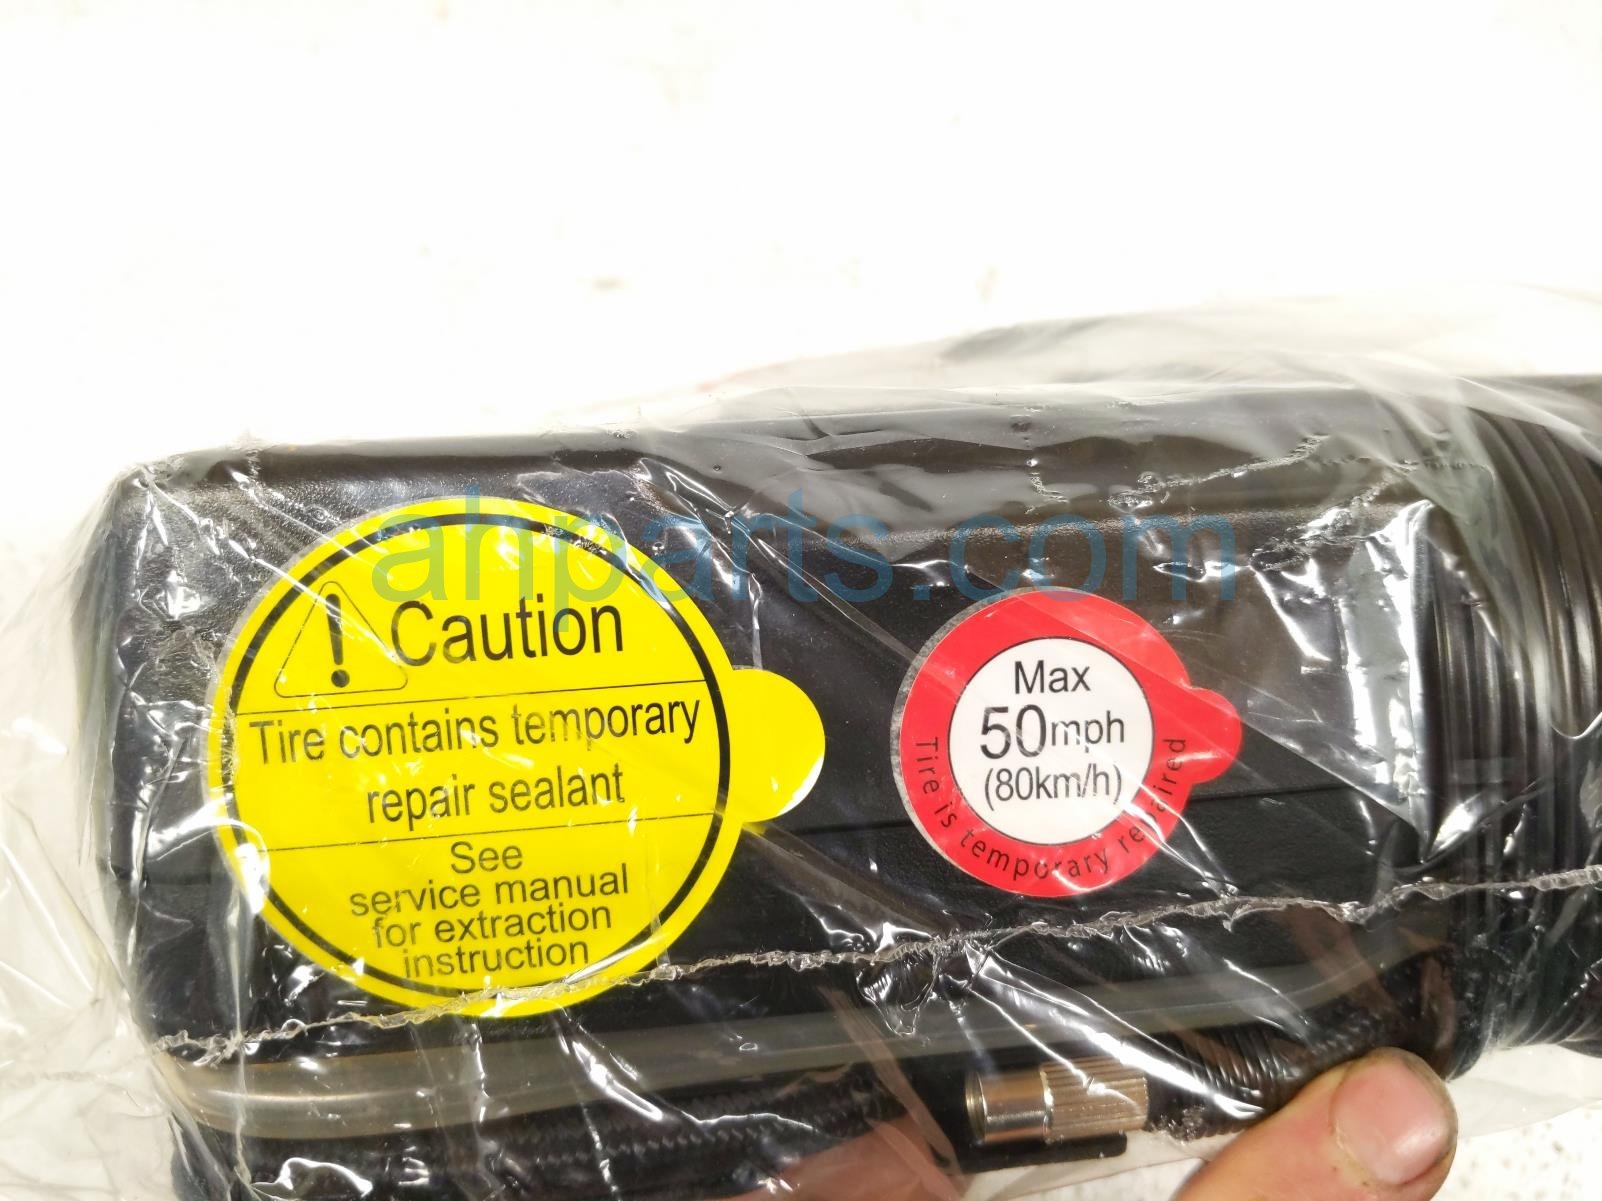 ahparts.com
! Caution
Tire contains temporary
repair sealant
See
service manual
for extraction
instruction
Max
50mph
(80km/h)
Tire is temporary repaired